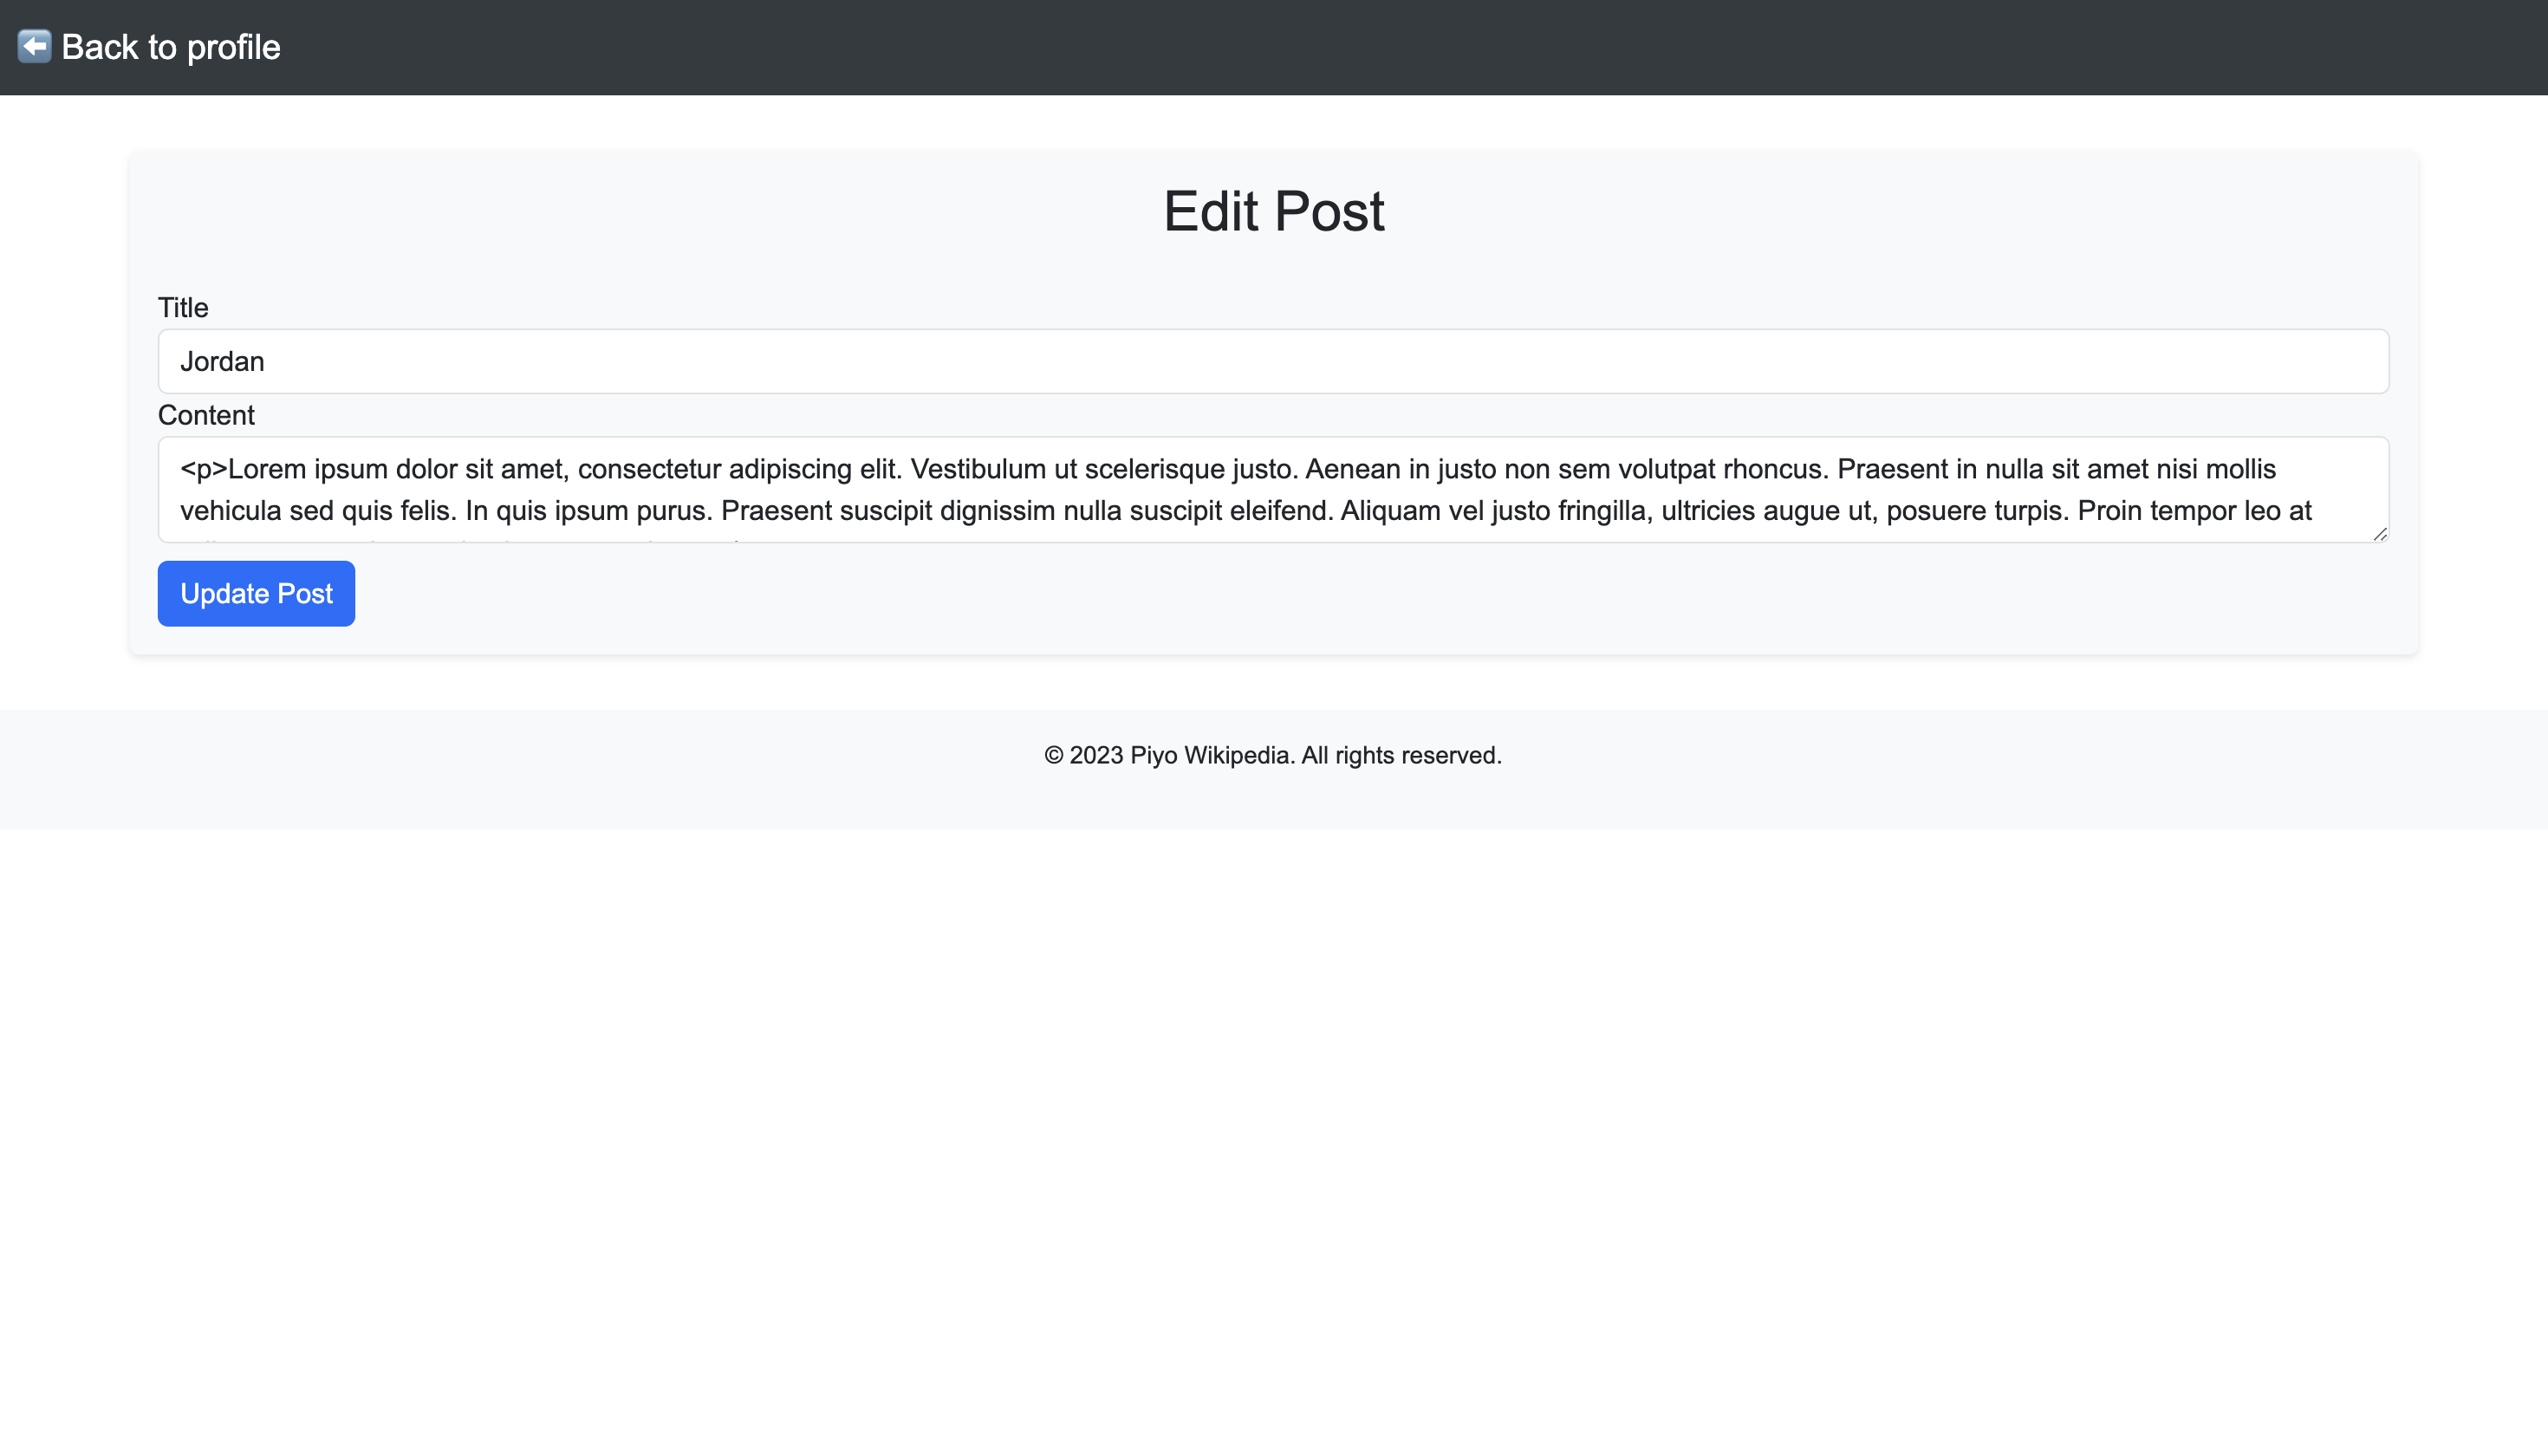 Back to profile
Edit Post
Title
Jordan
Content
<p>Lorem ipsum dolor sit amet, consectetur adipiscing elit. Vestibulum ut scelerisque justo. Aenean in justo non sem volutpat rhoncus. Praesent in nulla sit amet nisi mollis
vehicula sed quis felis. In quis ipsum purus. Praesent suscipit dignissim nulla suscipit eleifend. Aliquam vel justo fringilla, ultricies augue ut, posuere turpis. Proin tempor leo at
Update Post
© 2023 Piyo Wikipedia. All rights reserved.